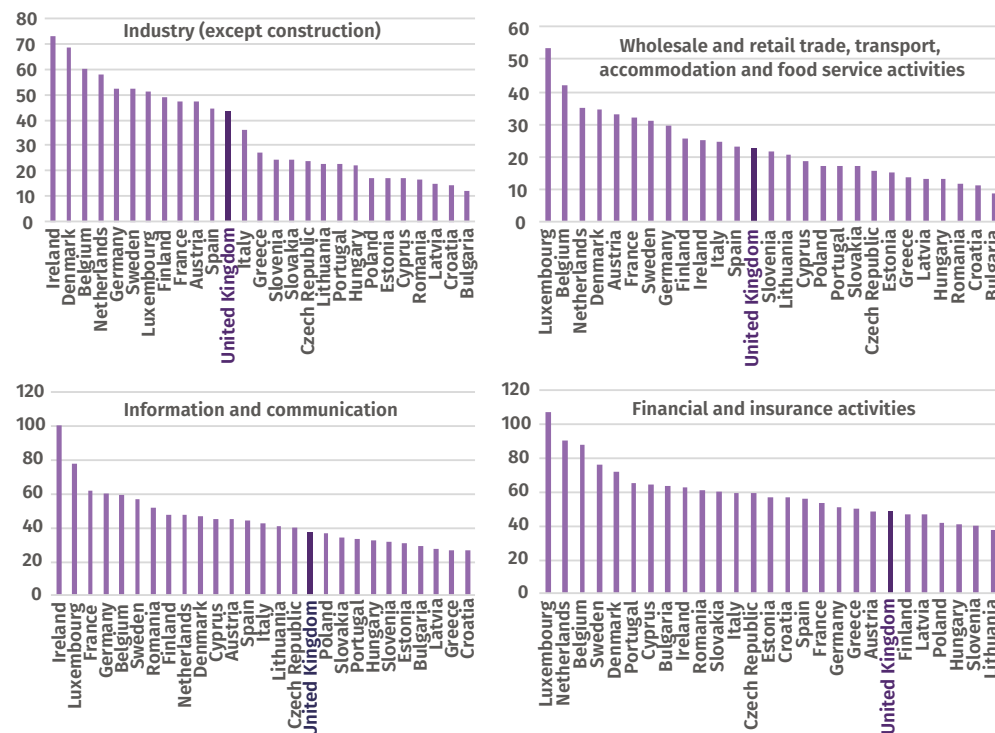 Industry (except construction)
80
70
60
50
40
30
20
10
0
Ireland
Denmark
Belgium
Netherlands
Germany
Sweden
Luxembourg
Finland
France
Austria
Spain
United Kingdom
Italy
Greece
Slovenia
Slovakia
Czech Republic
Lithuania
Portugal
Hungary
Poland
Estonia
Cyprus
Romania
Latvia
Croatia
Bulgaria
Wholesale and retail trade, transport,
accommodation and food service activities
60
50
40
30
20
10
0
Luxembourg
Belgium
Netherlands
Denmark
Austria
France
Sweden
Germany
Finland
Ireland
Italy
Spain
United Kingdom
Slovenia
Lithuania
Cyprus
Poland
Portugal
Slovakia
Czech Republic
Estonia
Greece
Latvia
Hungary
Romania
Croatia
Bulgaria
Information and communication
120
100
80
60
40
20
0
Ireland
Luxembourg
France
Germany
Belgium
Sweden
Romania
Finland
Netherlands
Denmark
Cyprus
Austria
Spain
Italy
Lithuania
Czech Republic
United Kingdom
Poland
Slovakia
Portugal
Hungary
Slovenia
Estonia
Bulgaria
Latvia
Greece
Croatia
Financial and insurance activities
120
100
80
60
40
20
0
Luxembourg
Netherlands
Belgium
Sweden
Denmark
Portugal
Cyprus
Bulgaria
Ireland
Romania
Slovakia
Italy
Czech Republic
Estonia
Croatia
Spain
France
Germany
Greece
Austria
United Kingdom
Finland
Latvia
Poland
Hungary
Slovenia
Lithuania